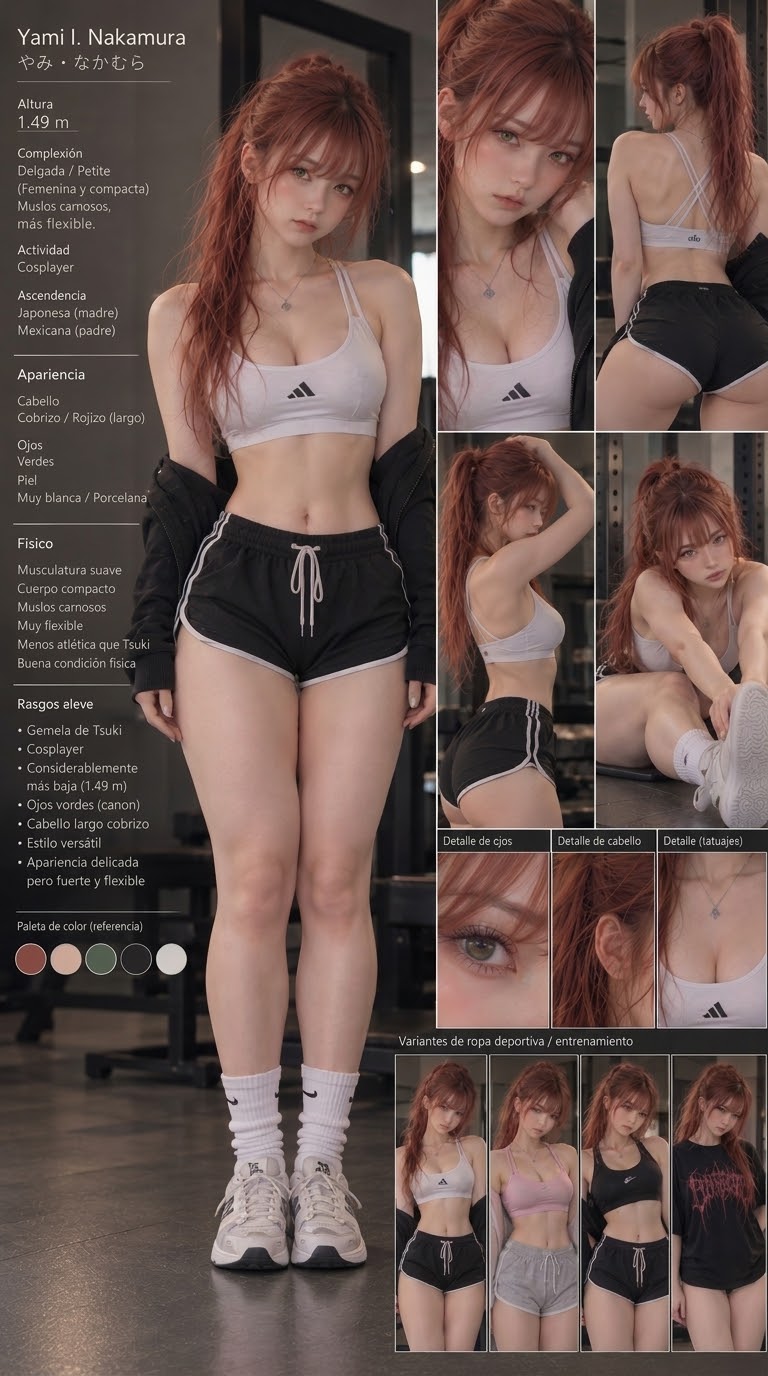 Yami I. Nakamura
やみ・なかむら
Altura
1.49 m
Complexión
Delgada / Petite
(Femenina y compacta)
Muslos carnosos,
más flexible.
Actividad
Cosplayer
Ascendencia
Japonesa (madre)
Mexicana (padre)
Apariencia
Cabello
Cobrizo / Rojizo (largo)
Ojos
Verdes
Piel
Muy blanca / Porcelana
Fisico
Musculatura suave
Cuerpo compacto
Muslos carnosos
Muy flexible
Menos atlética que Tsuki
Buena condición fisica
Rasgos aleve
• Gemela de Tsuki
• Cosplayer
• Considerablemente
más baja (1.49 m)
• Ojos vordes (canon)
• Cabello largo cobrizo
• Estilo versátil
• Apariencia delicada
pero fuerte y flexible
Paleta de color (referencia)
Detalle de cjos
Detalle de cabello
Detalle (tatuajes)
Variantes de ropa deportiva / entrenamiento